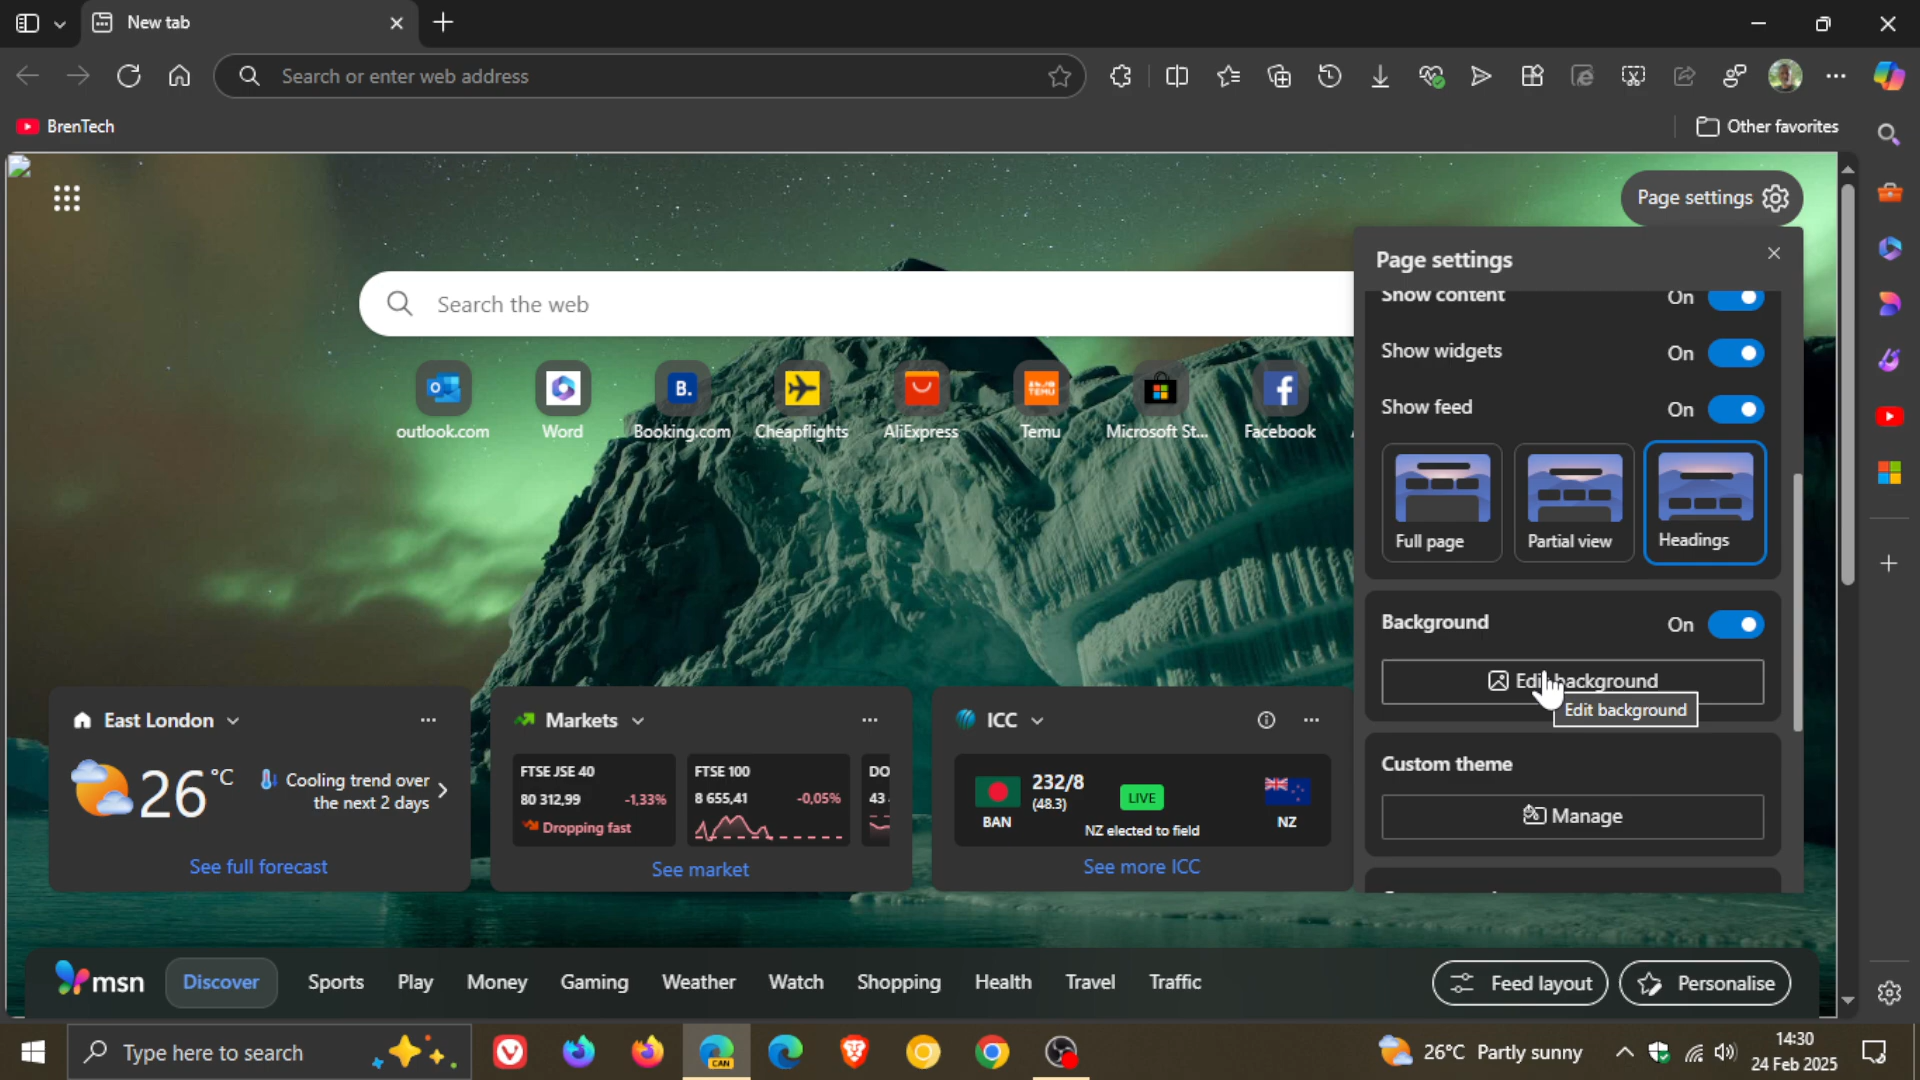 New tab
Search or enter web address
BrenTech
Other favorites
Page settings
Page settings
Show content On
Show widgets On
Show feed On
Full page
Partial view
Headings
Background On
Edit background
Edit background
Custom theme
Manage
Search the web
outlook.com
Word
B.
Booking.com
Cheapflights
AliExpress
TEMU
Temu
Microsoft St...
Facebook
East London
26 °C
Cooling trend over
the next 2 days
See full forecast
Markets
FTSE JSE 40
80 312,99 -1,33%
Dropping fast
FTSE 100
8 655,41 -0,05%
DO
43
See market
ICC
232/8
(48.3)
BAN
LIVE
NZ elected to field
NZ
See more ICC
msn
Discover
Sports
Play
Money
Gaming
Weather
Watch
Shopping
Health
Travel
Traffic
Feed layout
Personalise
Type here to search
CAN
26°C Partly sunny
14:30
24 Feb 2025